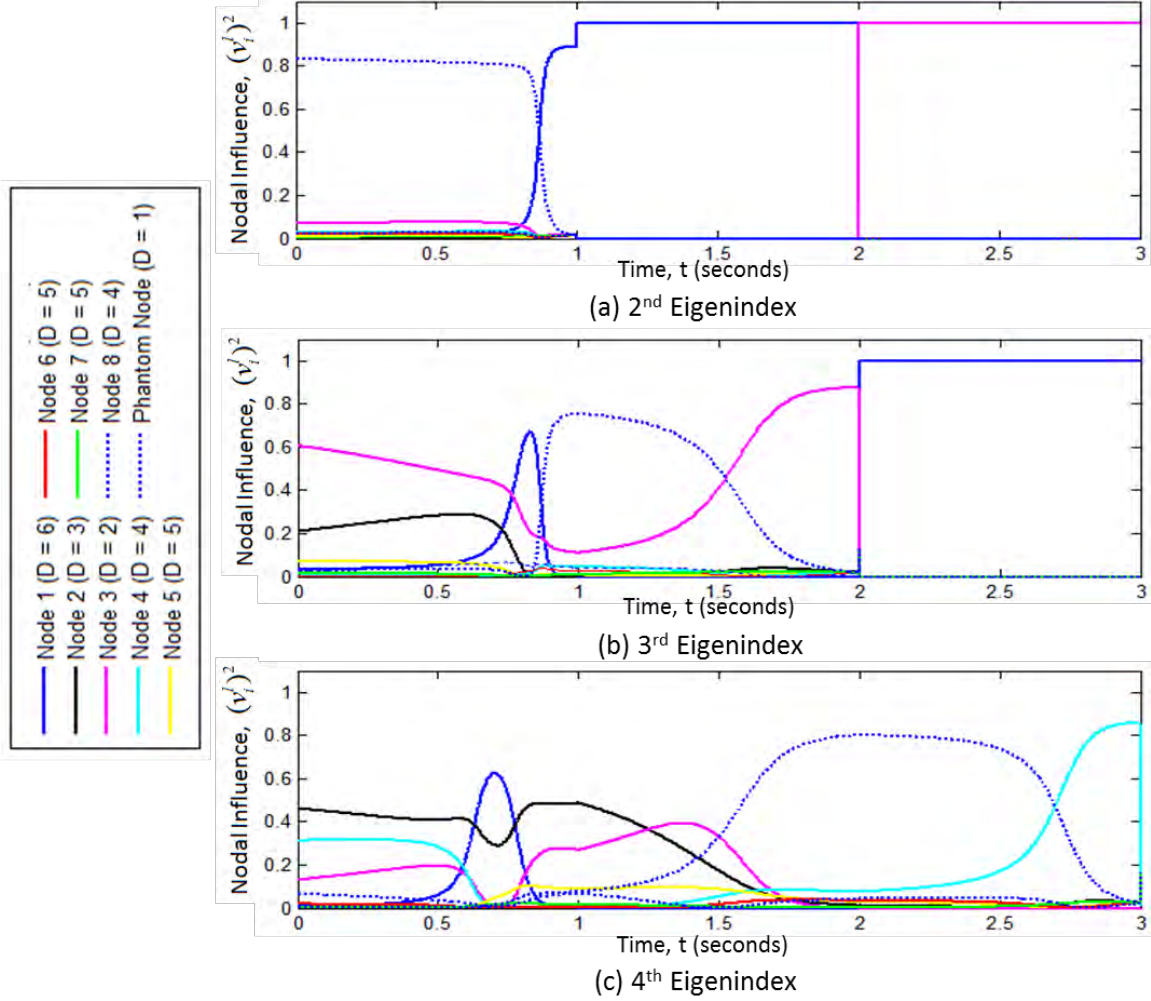 Node 1 (D = 6)
Node 2 (D = 3)
Node 3 (D = 2)
Node 4 (D = 4)
Node 5 (D = 5)
Node 6 (D = 5)
Node 7 (D = 5)
Node 8 (D = 4)
Phantom Node (D = 1)
Nodal Influence, (v_i^j)^2
1
0.8
0.6
0.4
0.2
0
0 0.5 1 1.5 2 2.5 3
Time, t (seconds)
(a) 2nd Eigenindex
Nodal Influence, (v_i^j)^2
1
0.8
0.6
0.4
0.2
0
0 0.5 1 1.5 2 2.5 3
Time, t (seconds)
(b) 3rd Eigenindex
Nodal Influence, (v_i^j)^2
1
0.8
0.6
0.4
0.2
0
0 0.5 1 1.5 2 2.5 3
Time, t (seconds)
(c) 4th Eigenindex